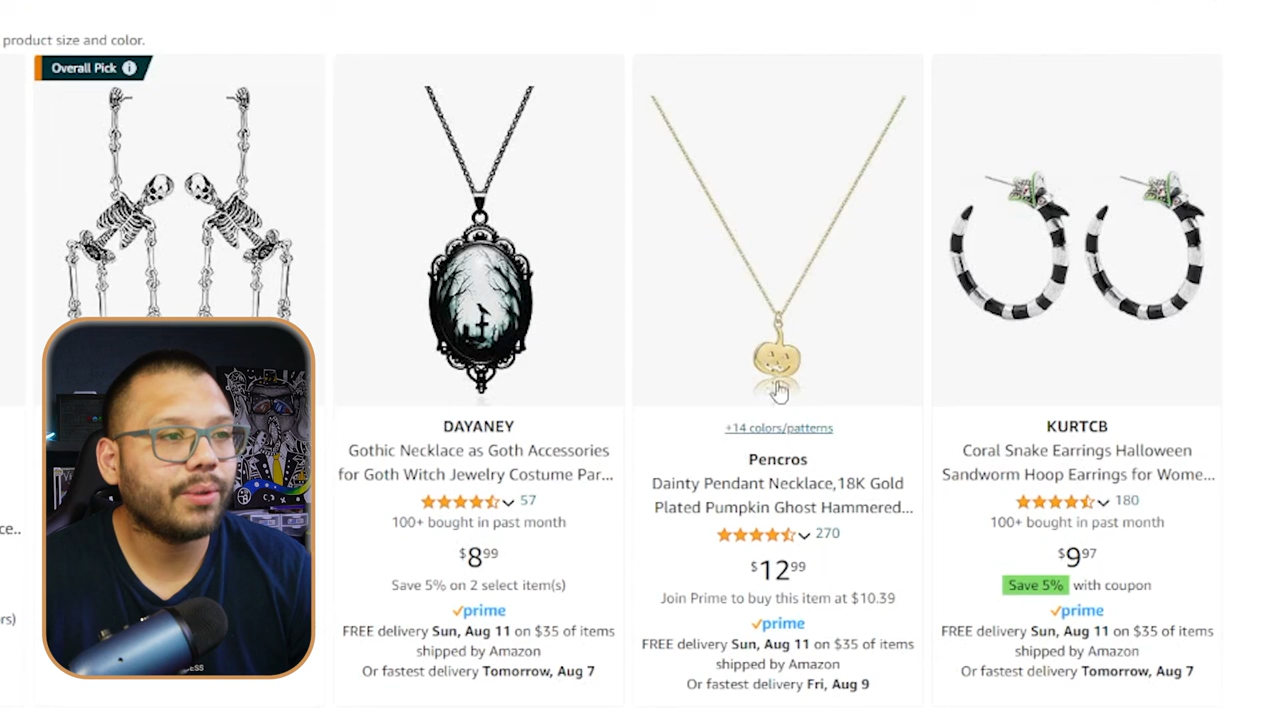 product size and color.
Overall Pick
ce..
rs)
DAYANEY
Gothic Necklace as Goth Accessories
for Goth Witch Jewelry Costume Par...
57
100+ bought in past month
$8.99
Save 5% on 2 select item(s)
prime
FREE delivery Sun, Aug 11 on $35 of items
shipped by Amazon
Or fastest delivery Tomorrow, Aug 7
+14 colors/patterns
Pencros
Dainty Pendant Necklace,18K Gold
Plated Pumpkin Ghost Hammered...
270
$12.99
Join Prime to buy this item at $10.39
prime
FREE delivery Sun, Aug 11 on $35 of items
shipped by Amazon
Or fastest delivery Fri, Aug 9
KURTCB
Coral Snake Earrings Halloween
Sandworm Hoop Earrings for Wome...
180
100+ bought in past month
$9.97
Save 5% with coupon
prime
FREE delivery Sun, Aug 11 on $35 of items
shipped by Amazon
Or fastest delivery Tomorrow, Aug 7